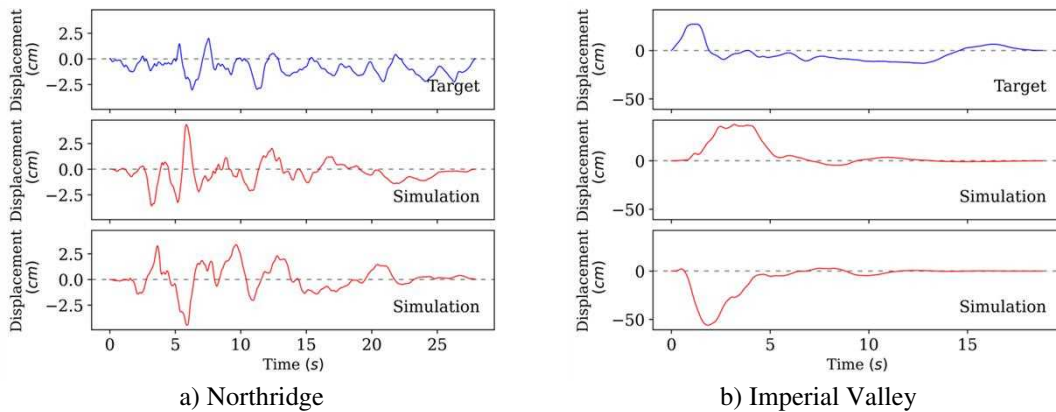 Displacement
(cm)
2.5
0.0
−2.5
Target
Displacement
(cm)
2.5
0.0
−2.5
Simulation
Displacement
(cm)
2.5
0.0
−2.5
Simulation
0 5 10 15 20 25
Time (s)
a) Northridge
Displacement
(cm)
0
−50
Target
Displacement
(cm)
0
−50
Simulation
Displacement
(cm)
0
−50
Simulation
0 5 10 15
Time (s)
b) Imperial Valley